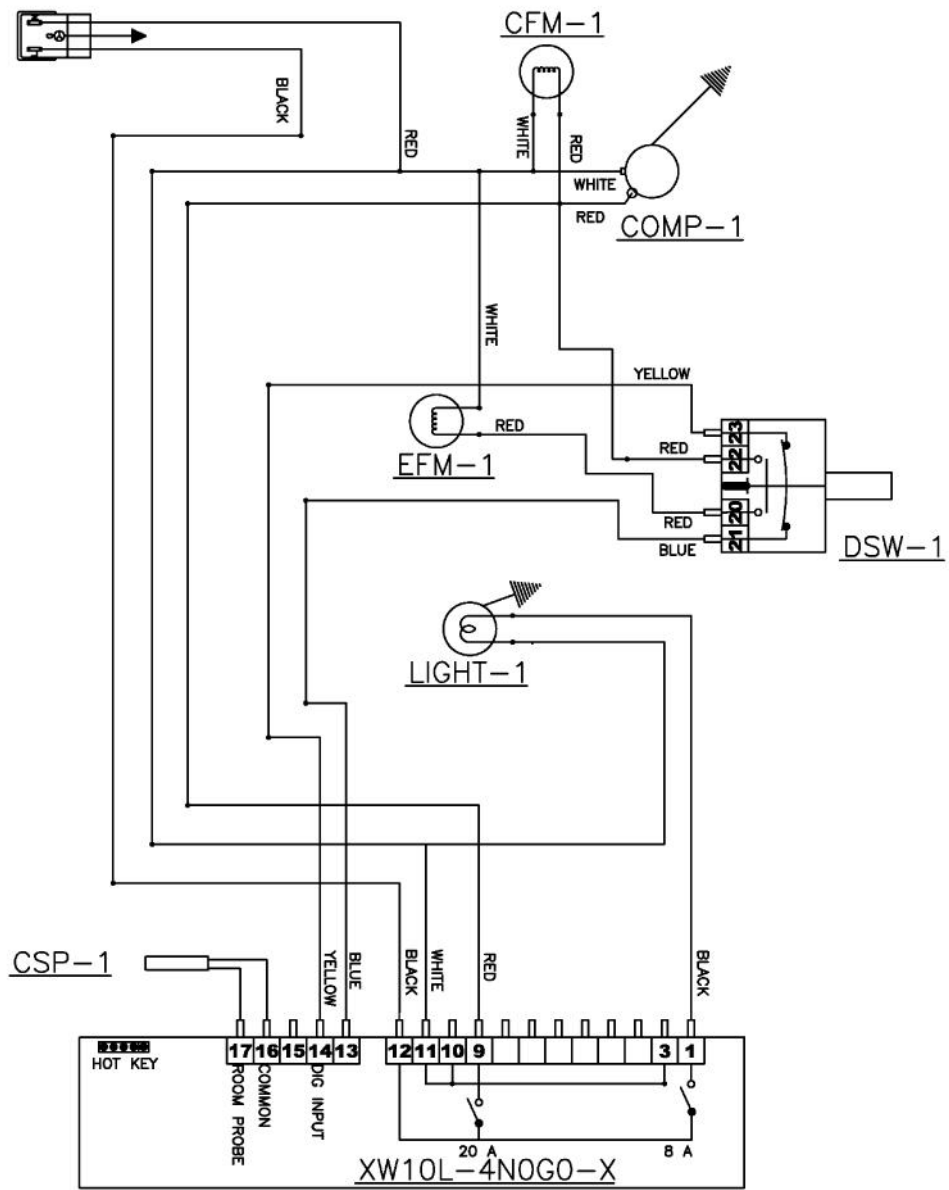 CFM-1
BLACK
RED
WHITE
RED
WHITE
RED
COMP-1
WHITE
YELLOW
RED
EFM-1
23
RED
22
20
RED
21
BLUE
DSW-1
LIGHT-1
CSP-1
YELLOW
BLUE
BLACK
WHITE
RED
BLACK
HOT KEY
17 16 15 14 13 12 11 10 9 3 1
ROOM PROBE
COMMON
DIG INPUT
20 A
8 A
XW10L-4N0G0-X